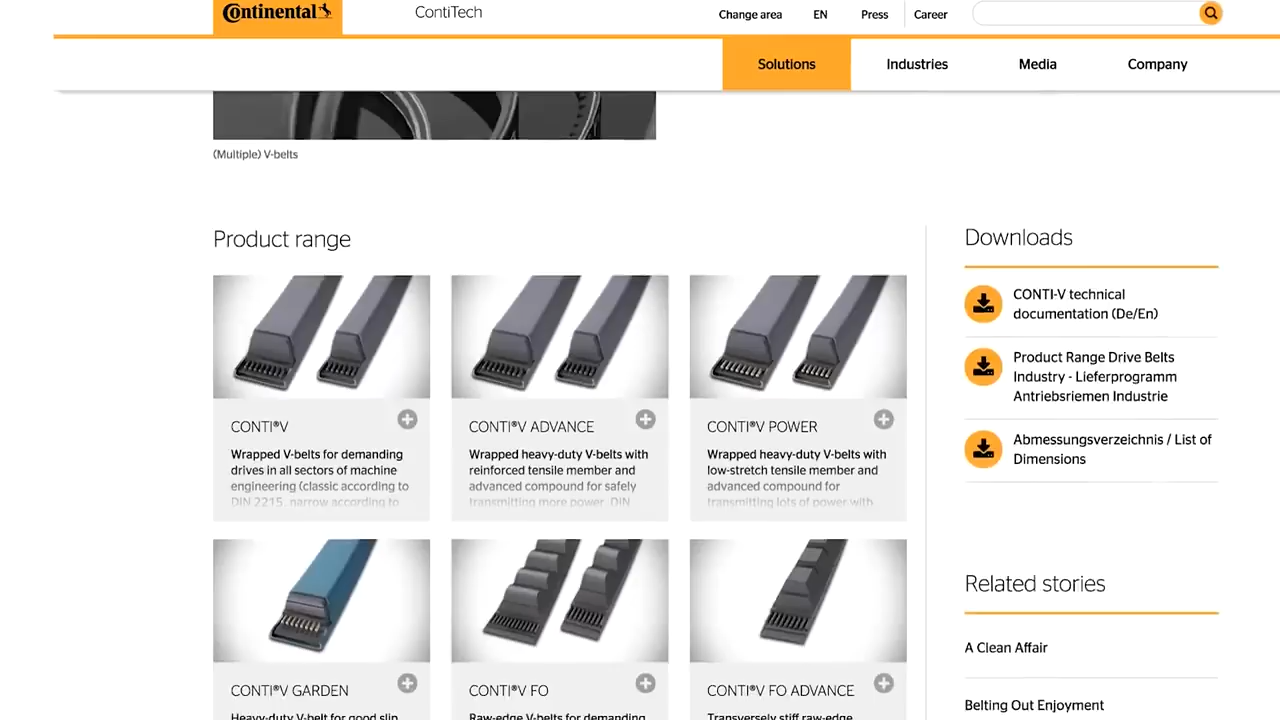 Continental
ContiTech
Change area
EN
Press
Career
Solutions
Industries
Media
Company
(Multiple) V-belts
Product range
CONTI®V
Wrapped V-belts for demanding
drives in all sectors of machine
engineering (classic according to
DIN 2215, narrow according to
CONTI®V ADVANCE
Wrapped heavy-duty V-belts with
reinforced tensile member and
advanced compound for safely
transmitting more power. DIN
CONTI®V POWER
Wrapped heavy-duty V-belts with
low-stretch tensile member and
advanced compound for
transmitting lots of power with
CONTI®V GARDEN
Heavy-duty V-belt for good slip
CONTI®V FO
Raw-edge V-belts for demanding
CONTI®V FO ADVANCE
Transversely stiff raw-edge
Downloads
CONTI-V technical
documentation (De/En)
Product Range Drive Belts
Industry - Lieferprogramm
Antriebsriemen Industrie
Abmessungsverzeichnis / List of
Dimensions
Related stories
A Clean Affair
Belting Out Enjoyment